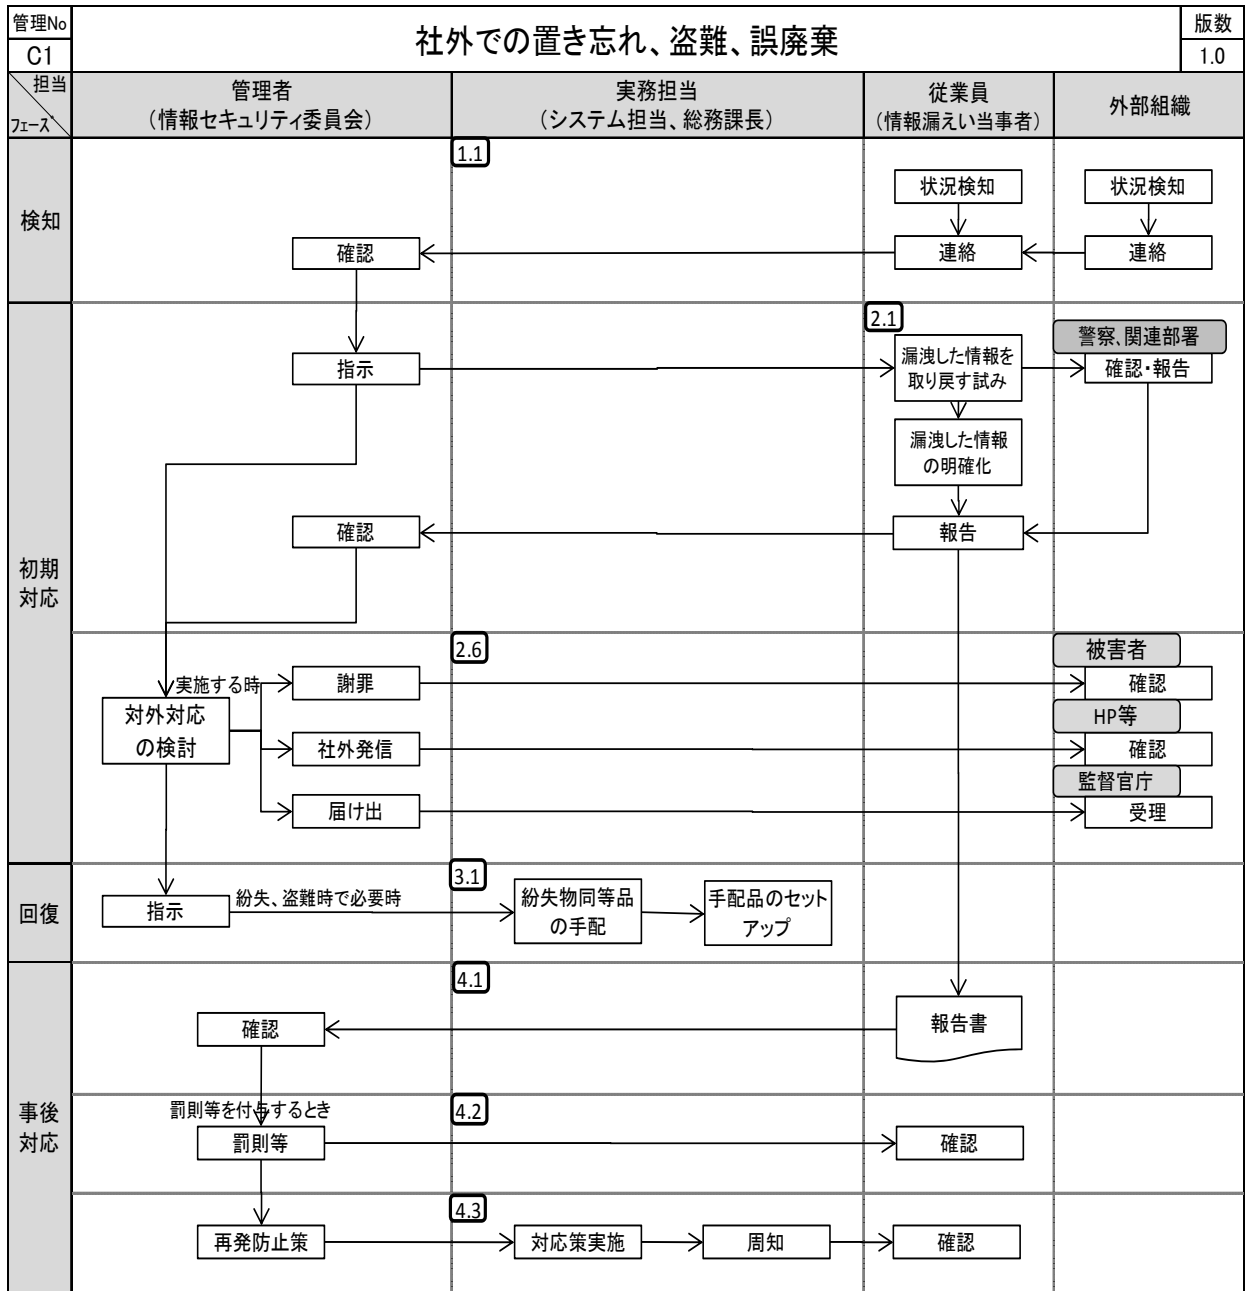 管理No
C1
社外での置き忘れ、盗難、誤廃棄
版数
1.0
担当
フェーズ
管理者
（情報セキュリティ委員会）
実務担当
（システム担当、総務課長）
従業員
（情報漏えい当事者）
外部組織
検知
1.1
状況検知
状況検知
確認
連絡
連絡
初期
対応
2.1
警察、関連部署
指示
漏洩した情報を
取り戻す試み
確認・報告
漏洩した情報
の明確化
確認
報告
2.6
被害者
実施する時
謝罪
確認
対外対応
の検討
HP等
社外発信
確認
監督官庁
届け出
受理
回復
3.1
指示
紛失、盗難時で必要時
紛失物同等品
の手配
手配品のセット
アップ
事後
対応
4.1
確認
報告書
罰則等を付与するとき
4.2
罰則等
確認
4.3
再発防止策
対応策実施
周知
確認